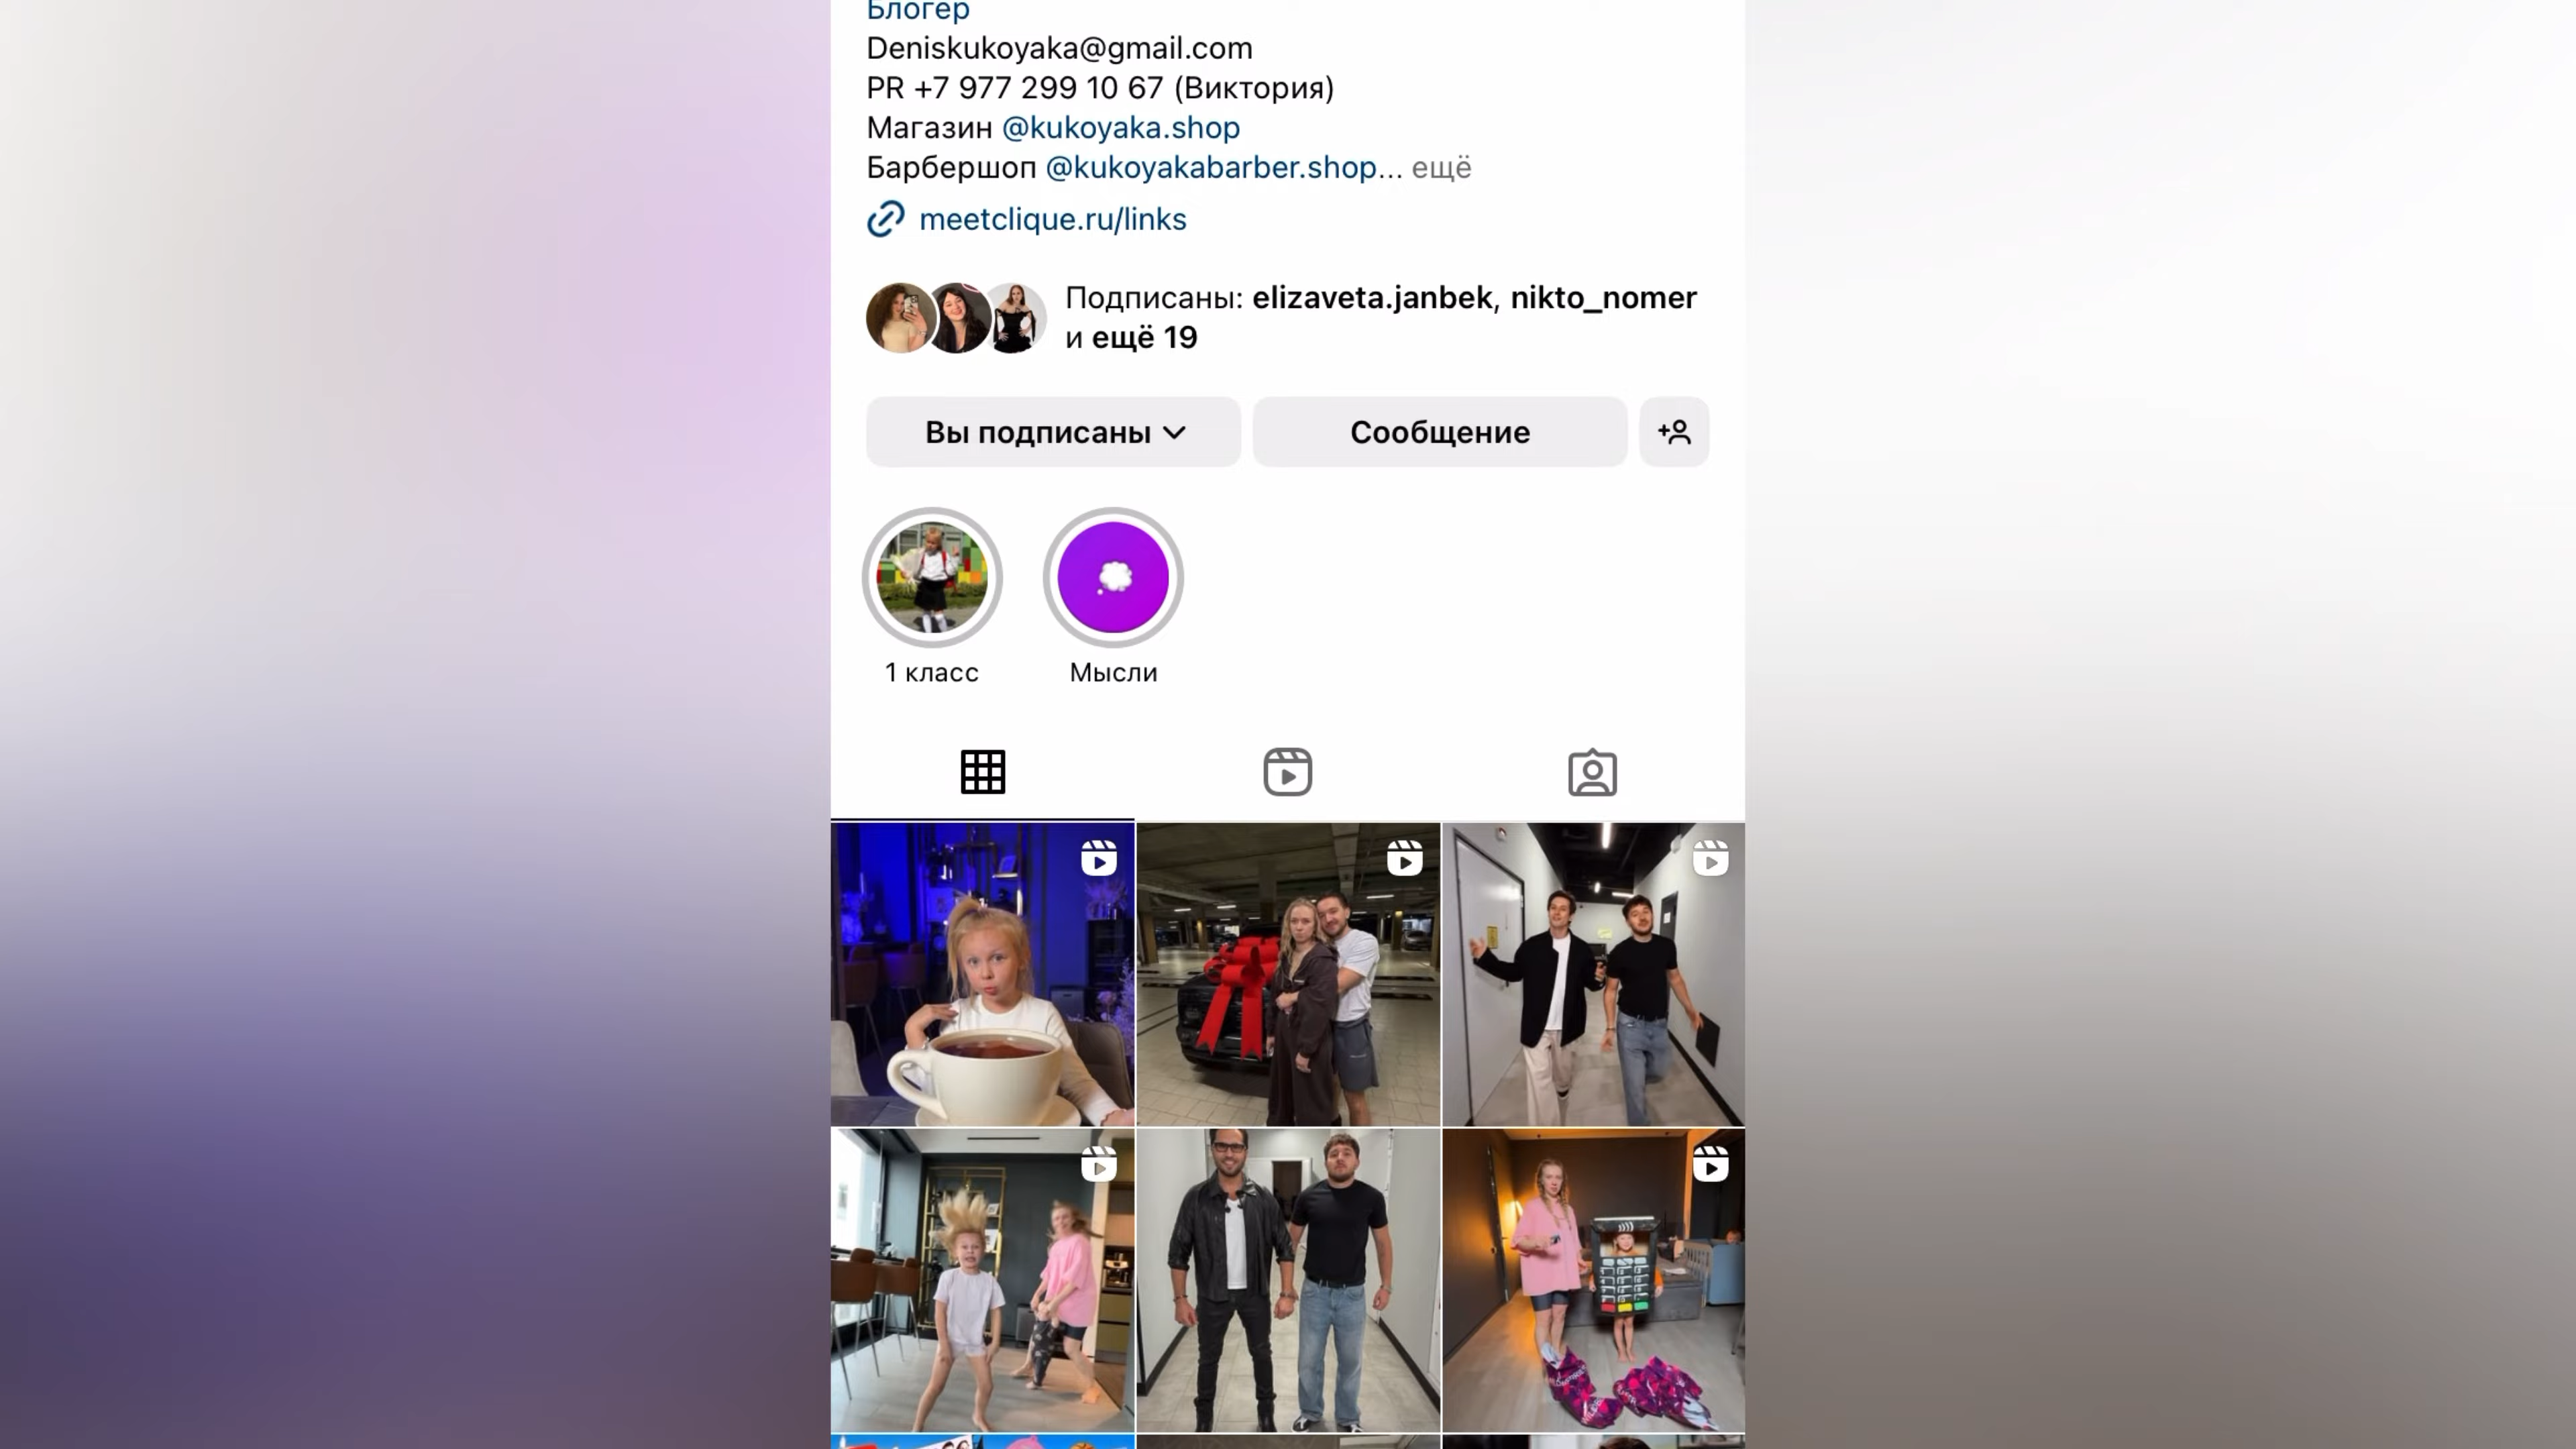 Блогер
Deniskukoyaka@gmail.com
PR +7 977 299 10 67 (Виктория)
Магазин @kukoyaka.shop
Барбершоп @kukoyakabarber.shop... ещё
meetclique.ru/links
Подписаны: elizaveta.janbek, nikto_nomer
и ещё 19
Вы подписаны
Сообщение
1 класс
Мысли